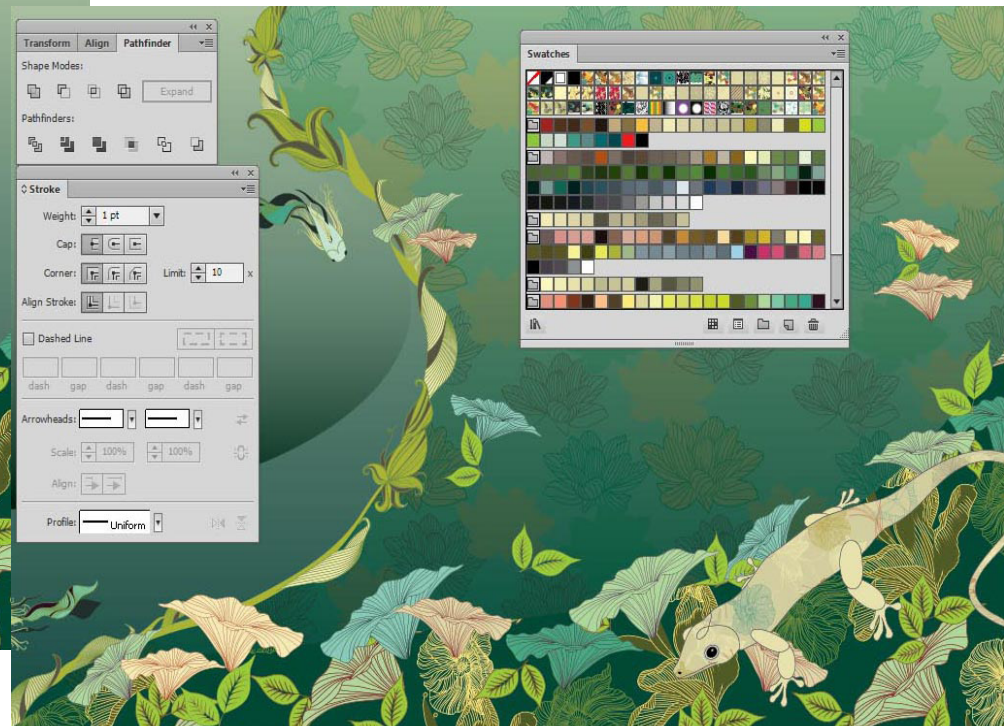 Transform Align Pathfinder
Shape Modes:
Expand
Pathfinders:
Stroke
Weight: 1 pt
Cap:
Corner: Limit: 10 x
Align Stroke:
Dashed Line
dash gap dash gap dash gap
Arrowheads:
Scale: 100% 100%
Align:
Profile: Uniform
Swatches